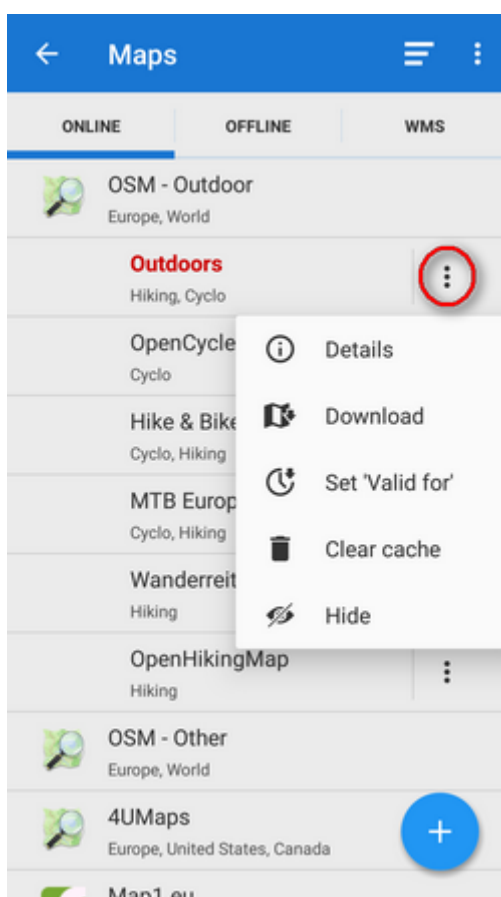 Maps
ONLINE OFFLINE WMS
OSM - Outdoor
Europe, World
Outdoors
Hiking, Cyclo
OpenCycle
Cyclo
Hike & Bike
Cyclo, Hiking
MTB Europ
Cyclo, Hiking
Wanderreit
Hiking
Details
Download
Set 'Valid for'
Clear cache
Hide
OpenHikingMap
Hiking
OSM - Other
Europe, World
4UMaps
Europe, United States, Canada
Map1.eu